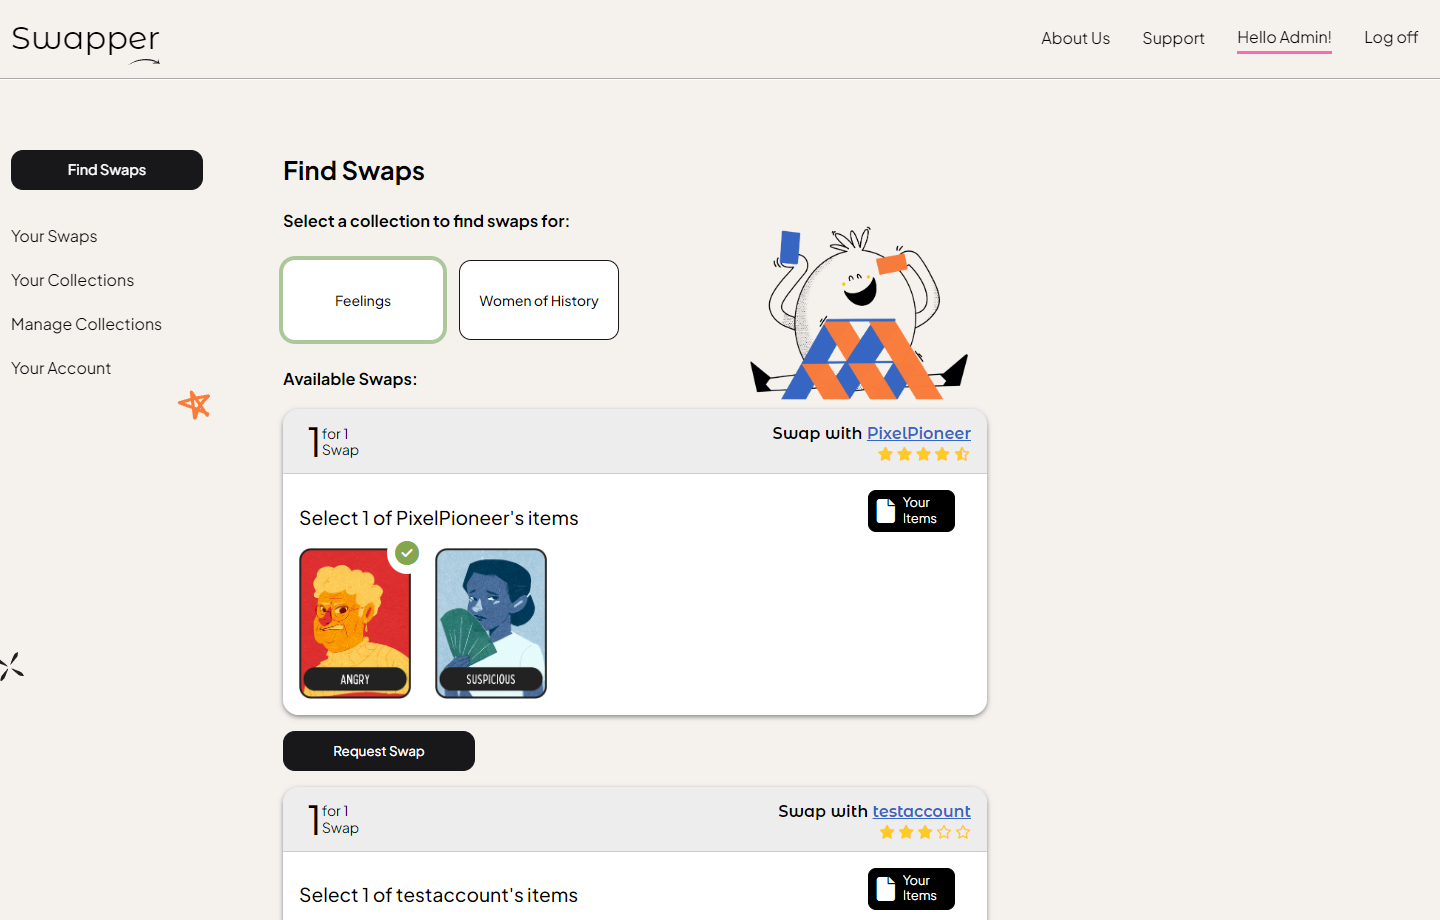 Swapper
About Us
Support
Hello Admin!
Log off
Find Swaps
Your Swaps
Your Collections
Manage Collections
Your Account
Find Swaps
Select a collection to find swaps for:
Feelings
Women of History
Available Swaps:
1 for 1
Swap
Swap with PixelPioneer
Your
Items
Select 1 of PixelPioneer's items
ANGRY
SUSPICIOUS
Request Swap
1 for 1
Swap
Swap with testaccount
Your
Items
Select 1 of testaccount's items